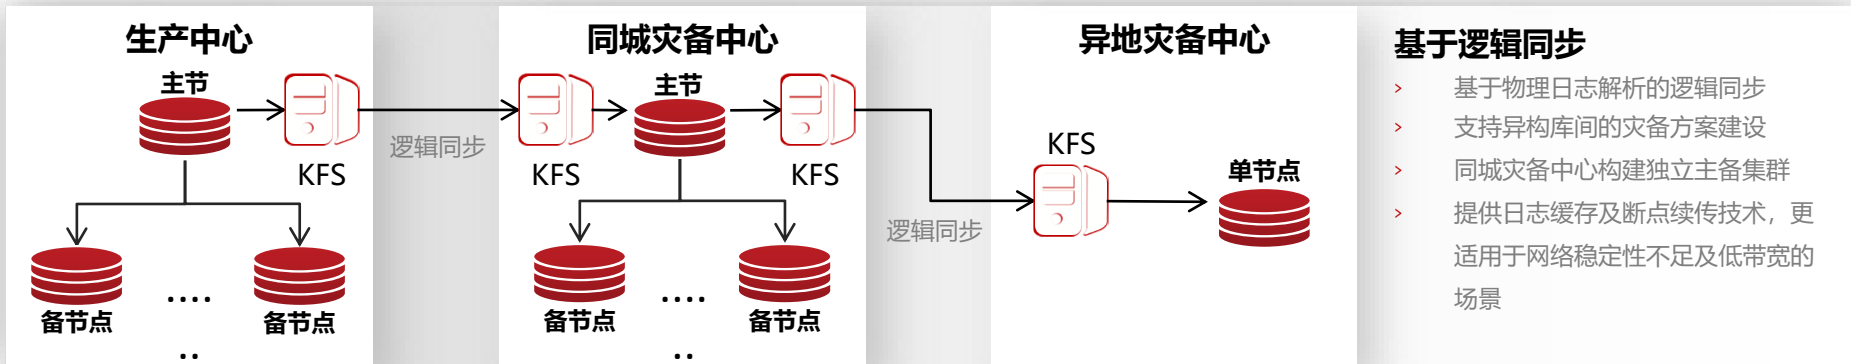 生产中心
主节
KFS
备节点
....
备节点
..
逻辑同步
同城灾备中心
KFS
主节
KFS
备节点
....
备节点
..
逻辑同步
异地灾备中心
KFS
单节点
基于逻辑同步
> 基于物理日志解析的逻辑同步
> 支持异构库间的灾备方案建设
> 同城灾备中心构建独立主备集群
> 提供日志缓存及断点续传技术，更
适用于网络稳定性不足及低带宽的
场景